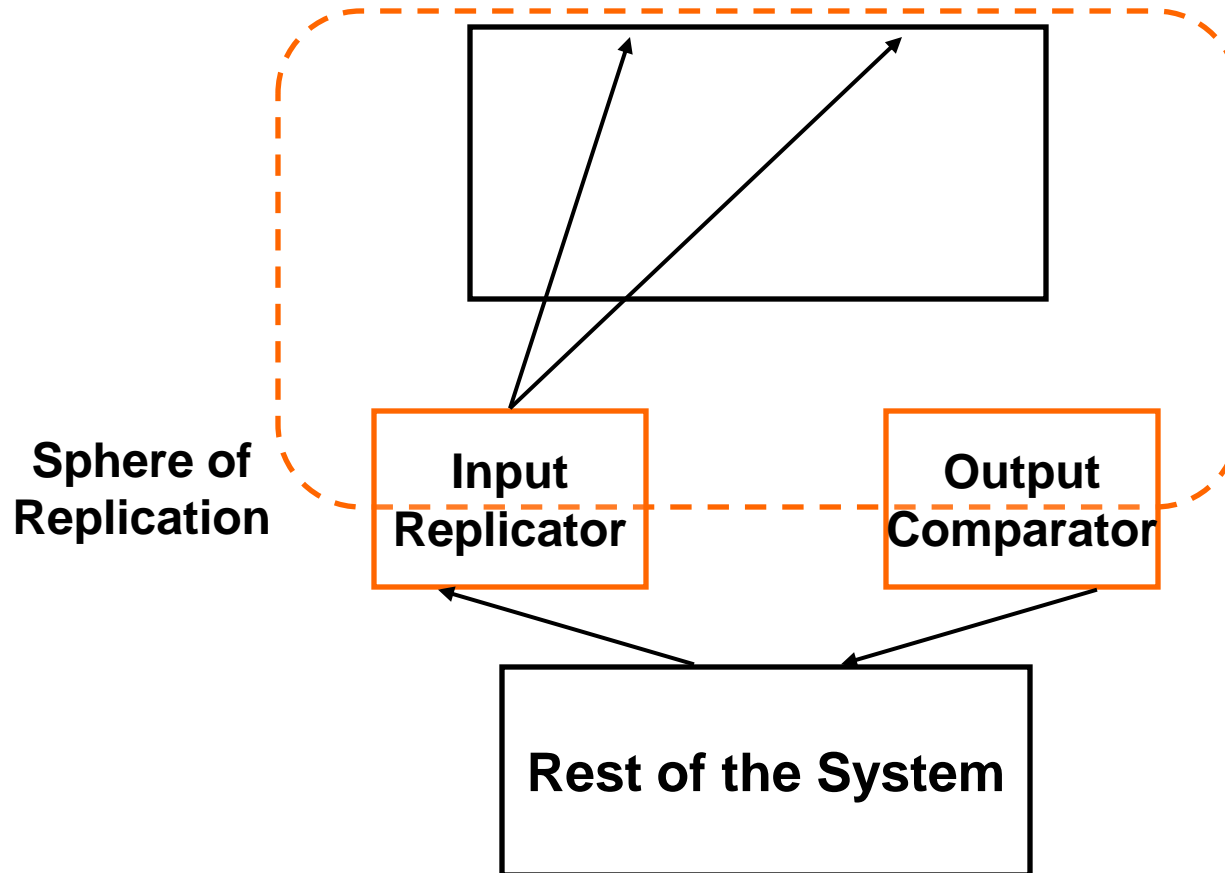 Sphere of
Replication
Input
Replicator
Output
Comparator
Rest of the System